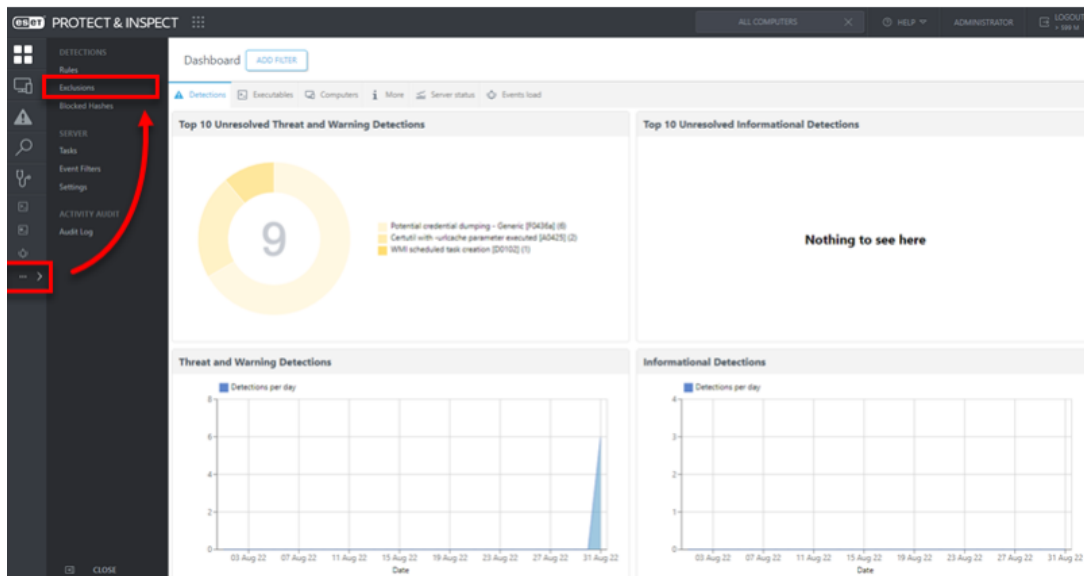 eset PROTECT & INSPECT
ALL COMPUTERS
HELP
ADMINISTRATOR
LOGOUT
DETECTIONS
Rules
Exclusions
Blocked Hashes
SERVER
Tasks
Event Filters
Settings
ACTIVITY AUDIT
Audit Log
CLOSE
Dashboard ADD FILTER
Detections Executables Computers More Server status Events load
Top 10 Unresolved Threat and Warning Detections
9
Potential credential dumping - Generic [F0436a] (6)
Certutil with -urlcache parameter executed [A0425] (2)
WMI scheduled task creation [D0102] (1)
Top 10 Unresolved Informational Detections
Nothing to see here
Threat and Warning Detections
Detections per day
8
6
4
2
0
03 Aug 22 07 Aug 22 11 Aug 22 15 Aug 22 19 Aug 22 23 Aug 22 27 Aug 22 31 Aug 22
Date
Informational Detections
Detections per day
4
3
2
1
0
03 Aug 22 07 Aug 22 11 Aug 22 15 Aug 22 19 Aug 22 23 Aug 22 27 Aug 22 31 Aug 22
Date